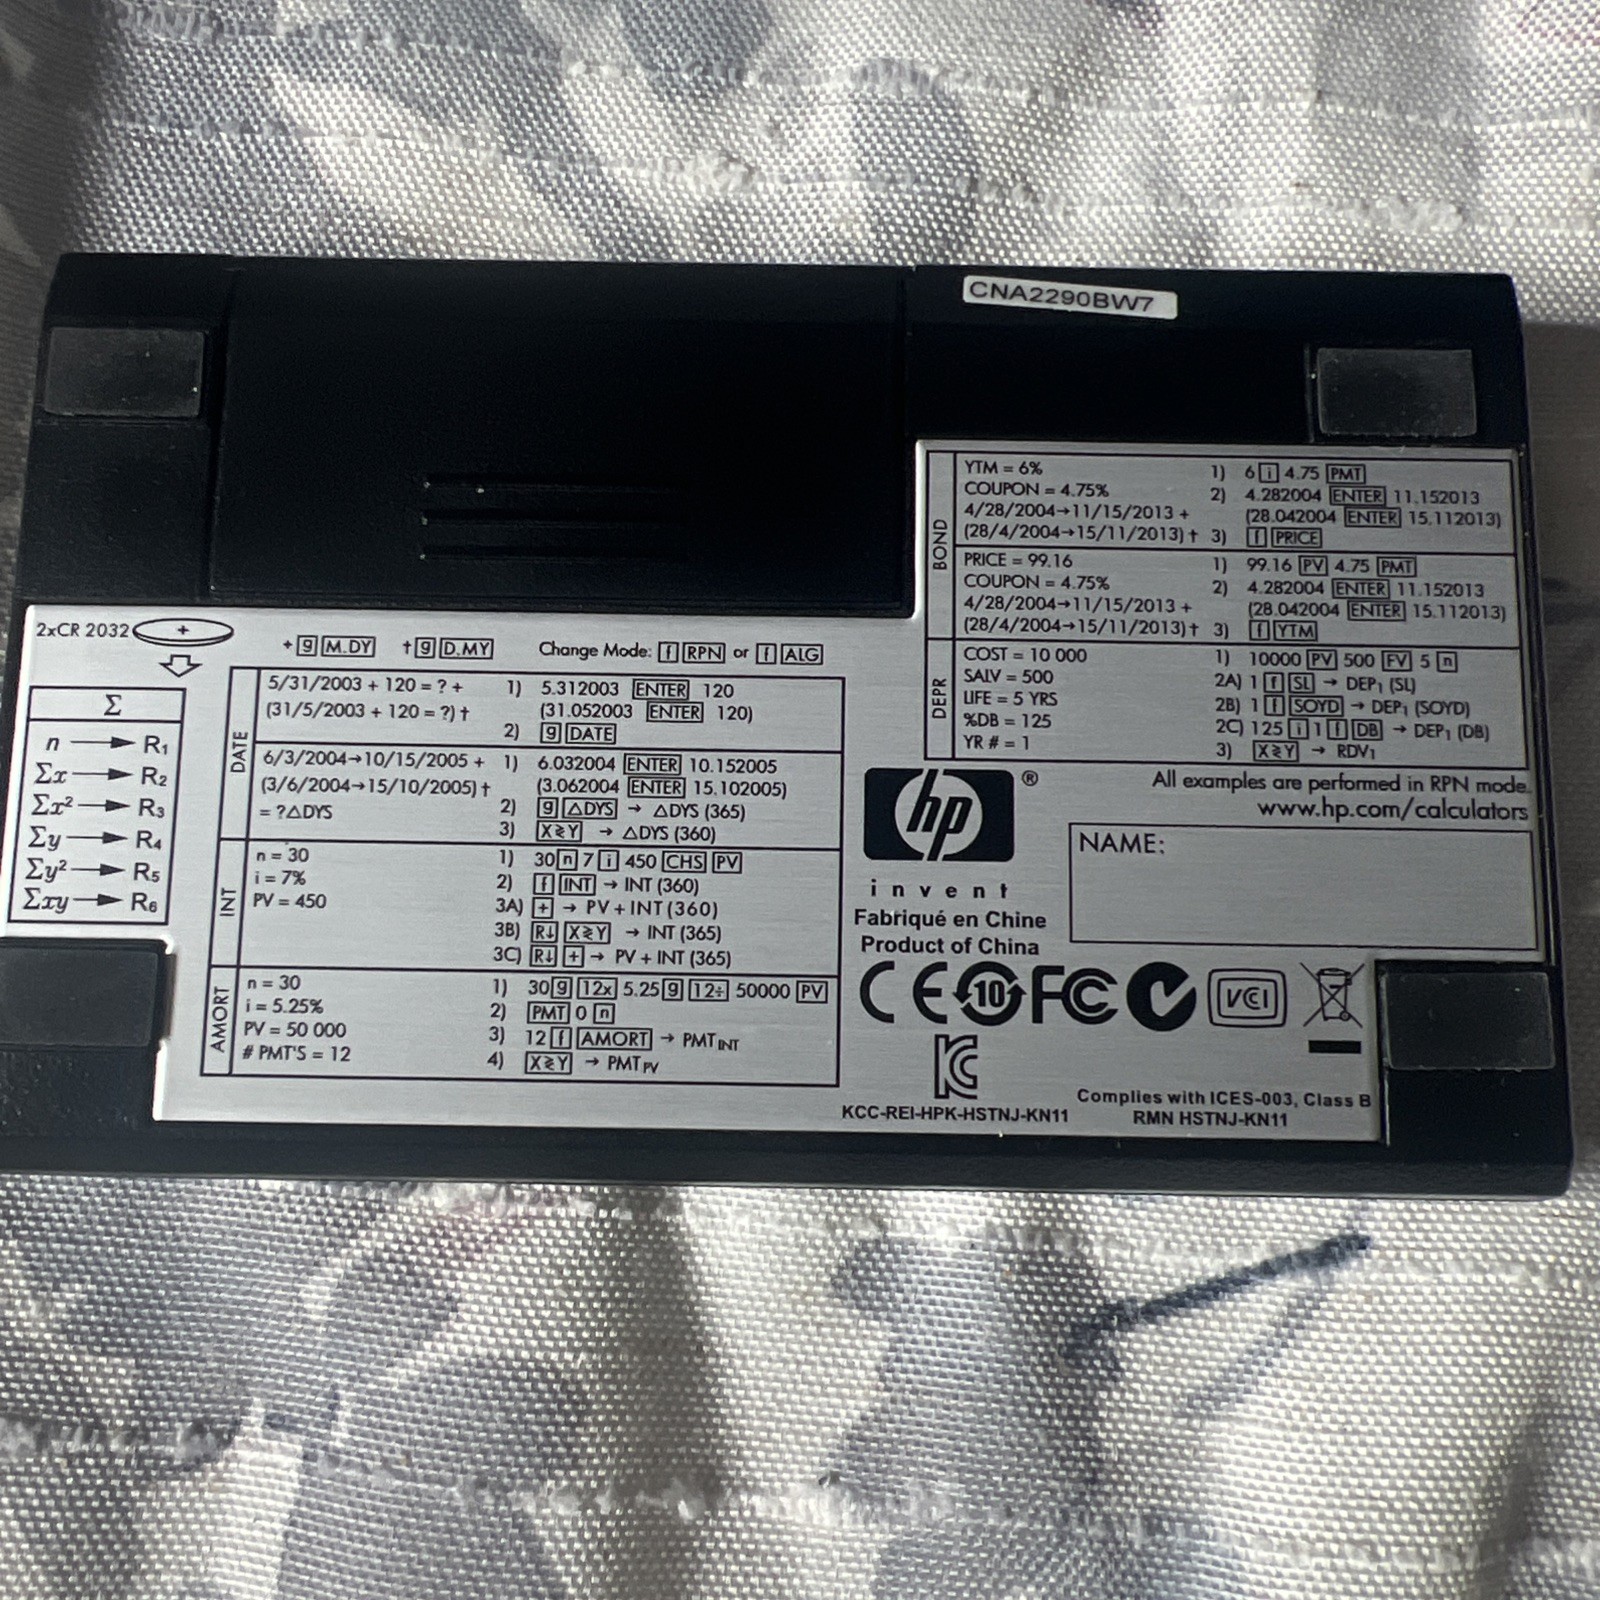 CNA2290BW7
BOND
YTM = 6%
COUPON = 4.75%
4/28/2004→11/15/2013 +
(28/4/2004→15/11/2013) †
1) 6 i 4.75 PMT
2) 4.282004 ENTER 11.152013
(28.042004 ENTER 15.112013)
3) f PRICE
PRICE = 99.16
COUPON = 4.75%
4/28/2004→11/15/2013 +
(28/4/2004→15/11/2013) †
1) 99.16 PV 4.75 PMT
2) 4.282004 ENTER 11.152013
(28.042004 ENTER 15.112013)
3) f YTM
DEPR
COST = 10 000
SALV = 500
LIFE = 5 YRS
%DB = 125
YR # = 1
1) 10000 PV 500 FV 5 n
2A) 1 f SL → DEP₁ (SL)
2B) 1 f SOYD → DEP₁ (SOYD)
2C) 125 i 1 f DB → DEP₁ (DB)
3) X≷Y → RDV₁
All examples are performed in RPN mode.
www.hp.com/calculators
2xCR 2032 +
+ g M.DY † g D.MY Change Mode: f RPN or f ALG
Σ
n → R₁
Σx → R₂
Σx² → R₃
Σy → R₄
Σy² → R₅
Σxy → R₆
DATE
5/31/2003 + 120 = ? +
(31/5/2003 + 120 = ?) †
1) 5.312003 ENTER 120
(31.052003 ENTER 120)
2) g DATE
6/3/2004→10/15/2005 +
(3/6/2004→15/10/2005) †
= ?△DYS
1) 6.032004 ENTER 10.152005
(3.062004 ENTER 15.102005)
2) g △DYS → △DYS (365)
3) X≷Y → △DYS (360)
INT
n = 30
i = 7%
PV = 450
1) 30 n 7 i 450 CHS PV
2) f INT → INT (360)
3A) + → PV + INT (360)
3B) R↓ X≷Y → INT (365)
3C) R↓ + → PV + INT (365)
AMORT
n = 30
i = 5.25%
PV = 50 000
# PMT'S = 12
1) 30 g 12x 5.25 g 12÷ 50000 PV
2) PMT 0 n
3) 12 f AMORT → PMT INT
4) X≷Y → PMT PV
hp ®
invent
Fabriqué en Chine
Product of China
NAME:
CE 10 FC VCI
KC
KCC-REI-HPK-HSTNJ-KN11
Complies with ICES-003, Class B
RMN HSTNJ-KN11